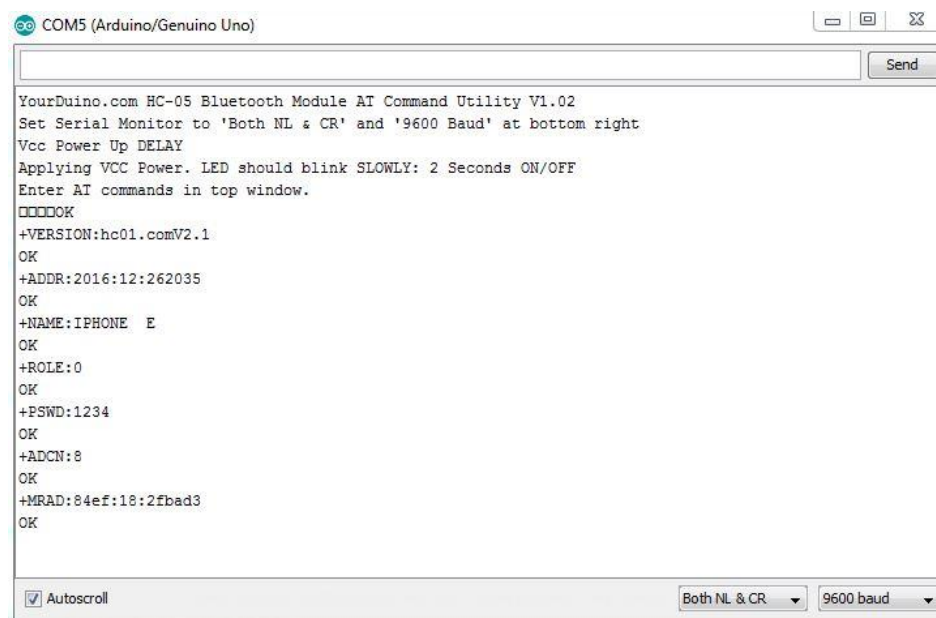 COM5 (Arduino/Genuino Uno)
Send
YourDuino.com HC-05 Bluetooth Module AT Command Utility V1.02
Set Serial Monitor to 'Both NL & CR' and '9600 Baud' at bottom right
Vcc Power Up DELAY
Applying VCC Power. LED should blink SLOWLY: 2 Seconds ON/OFF
Enter AT commands in top window.
□□□□OK
+VERSION:hc01.comV2.1
OK
+ADDR:2016:12:262035
OK
+NAME:IPHONE  E
OK
+ROLE:0
OK
+PSWD:1234
OK
+ADCN:8
OK
+MRAD:84ef:18:2fbad3
OK
Autoscroll
Both NL & CR
9600 baud